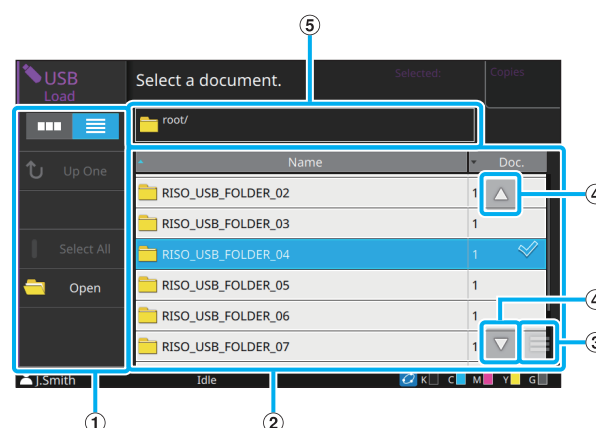 5
USB
Load
Select a document.
Selected:
Copies
root/
Name
Doc.
Up One
RISO_USB_FOLDER_02
1
4
RISO_USB_FOLDER_03
1
Select All
RISO_USB_FOLDER_04
1
Open
RISO_USB_FOLDER_05
1
4
RISO_USB_FOLDER_06
1
RISO_USB_FOLDER_07
1
3
J.Smith
Idle
K C M Y G
1
2